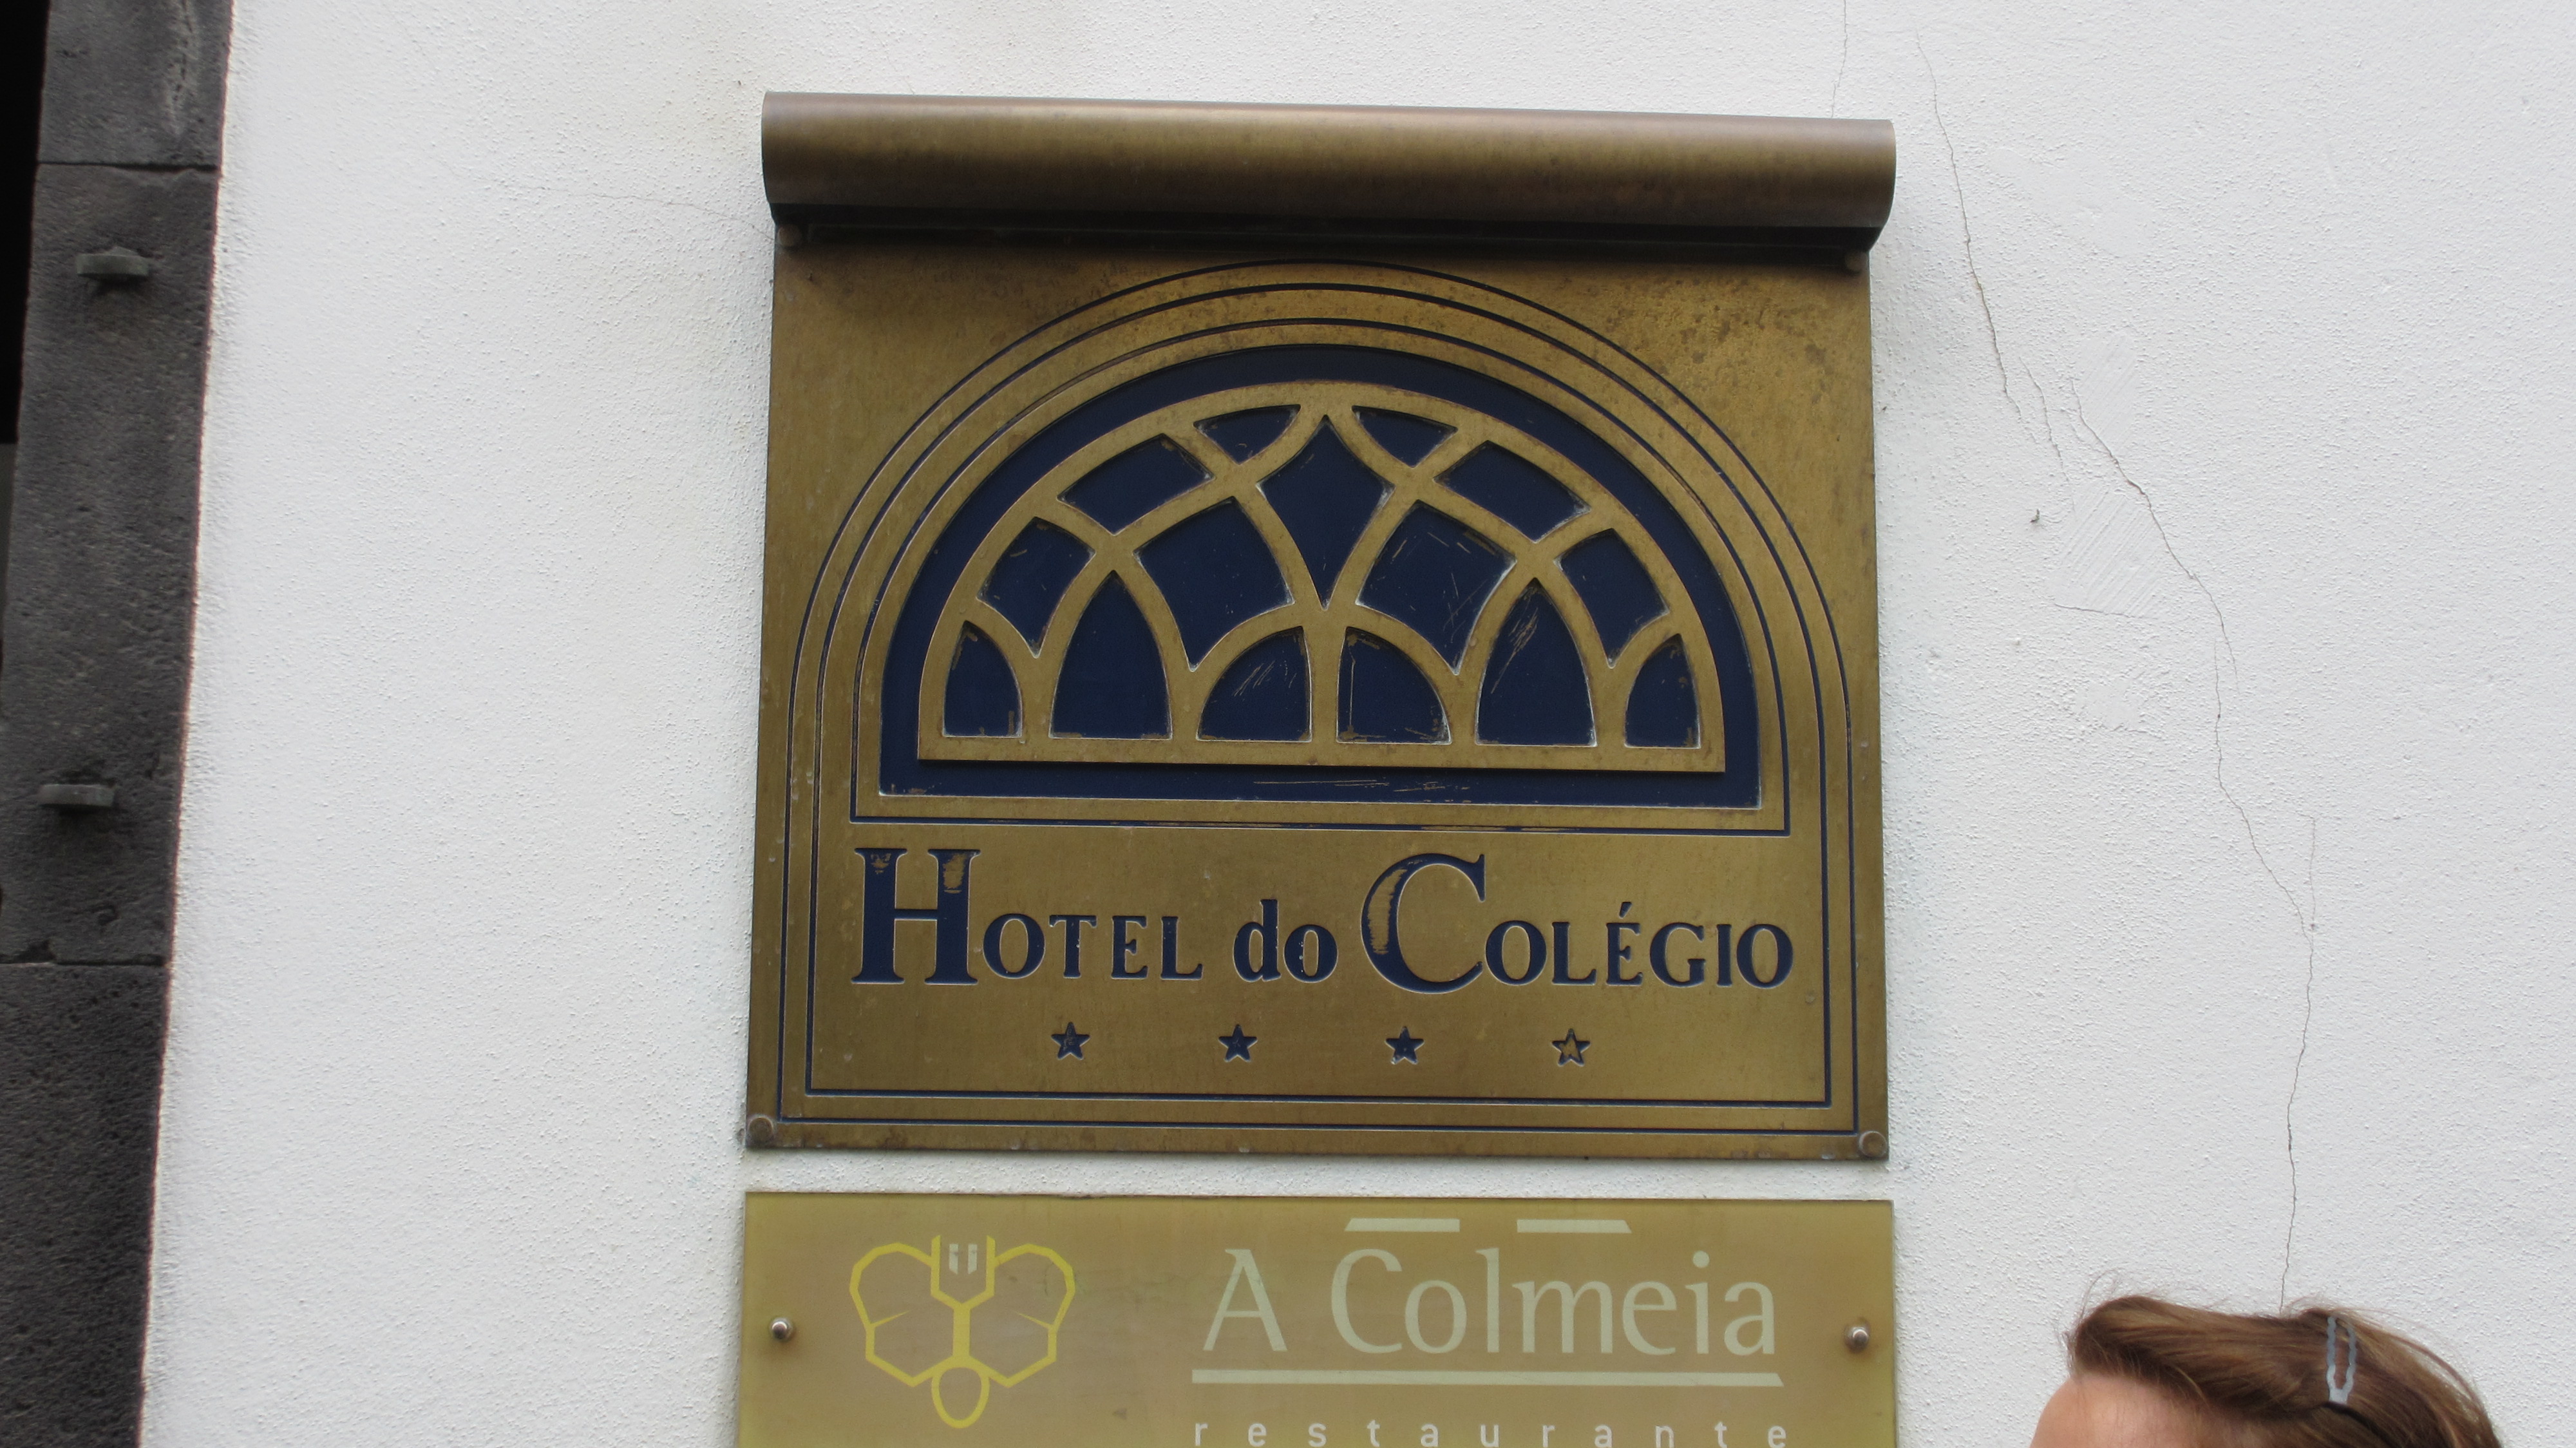 Hotel do Colégio
A Colmeia
restaurante